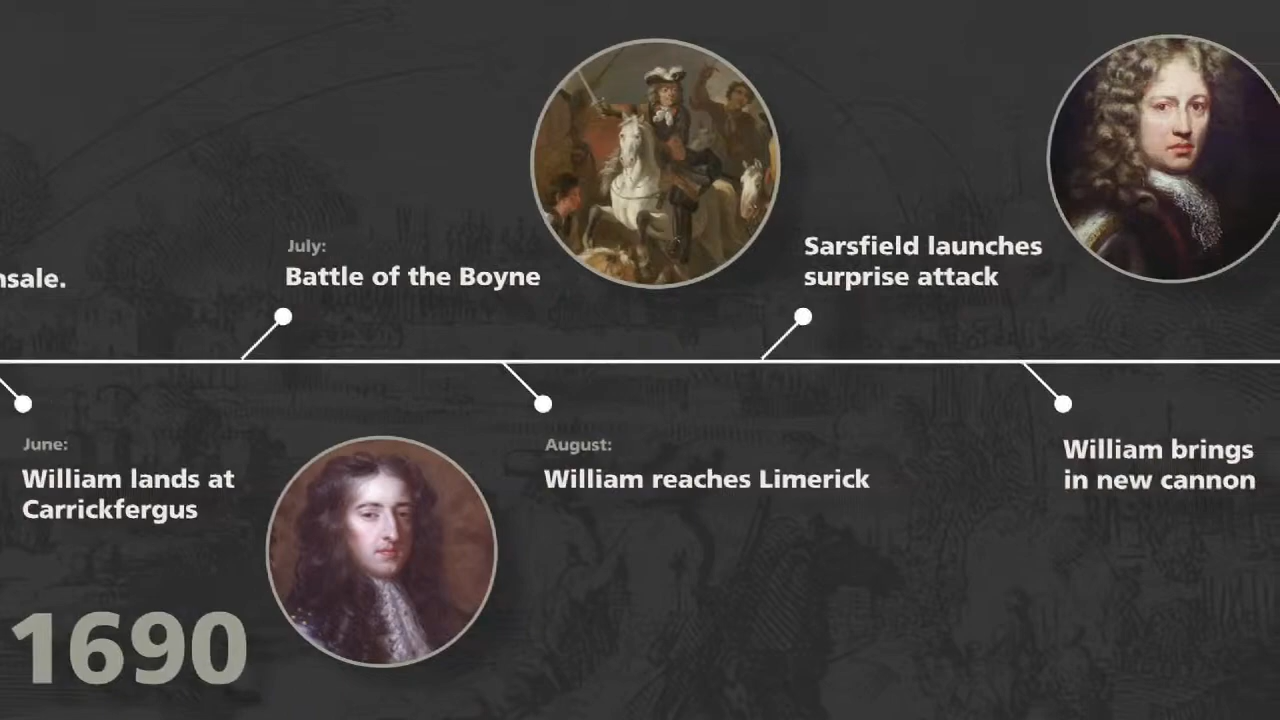 July:
Battle of the Boyne
Sarsfield launches
surprise attack
June:
William lands at
Carrickfergus
August:
William reaches Limerick
William brings
in new cannon
1690